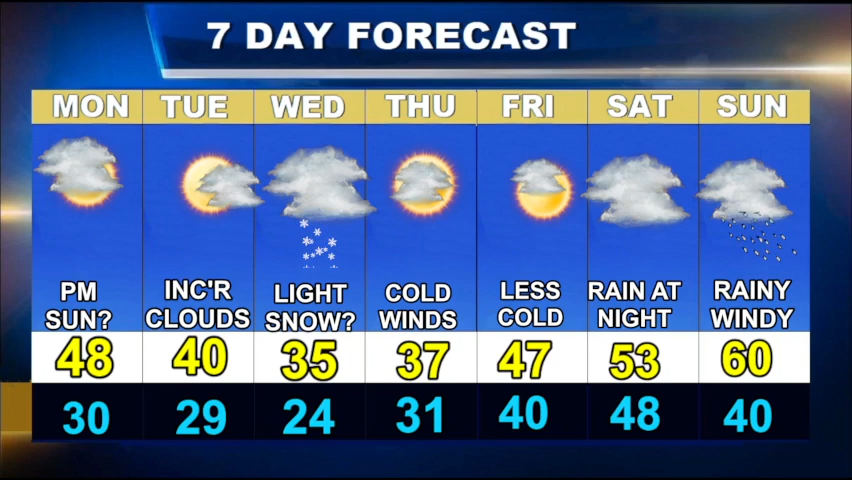 7 DAY FORECAST
MON TUE WED THU FRI SAT SUN
PM
SUN?
INC'R
CLOUDS
LIGHT
SNOW?
COLD
WINDS
LESS
COLD
RAIN AT
NIGHT
RAINY
WINDY
48 40 35 37 47 53 60
30 29 24 31 40 48 40